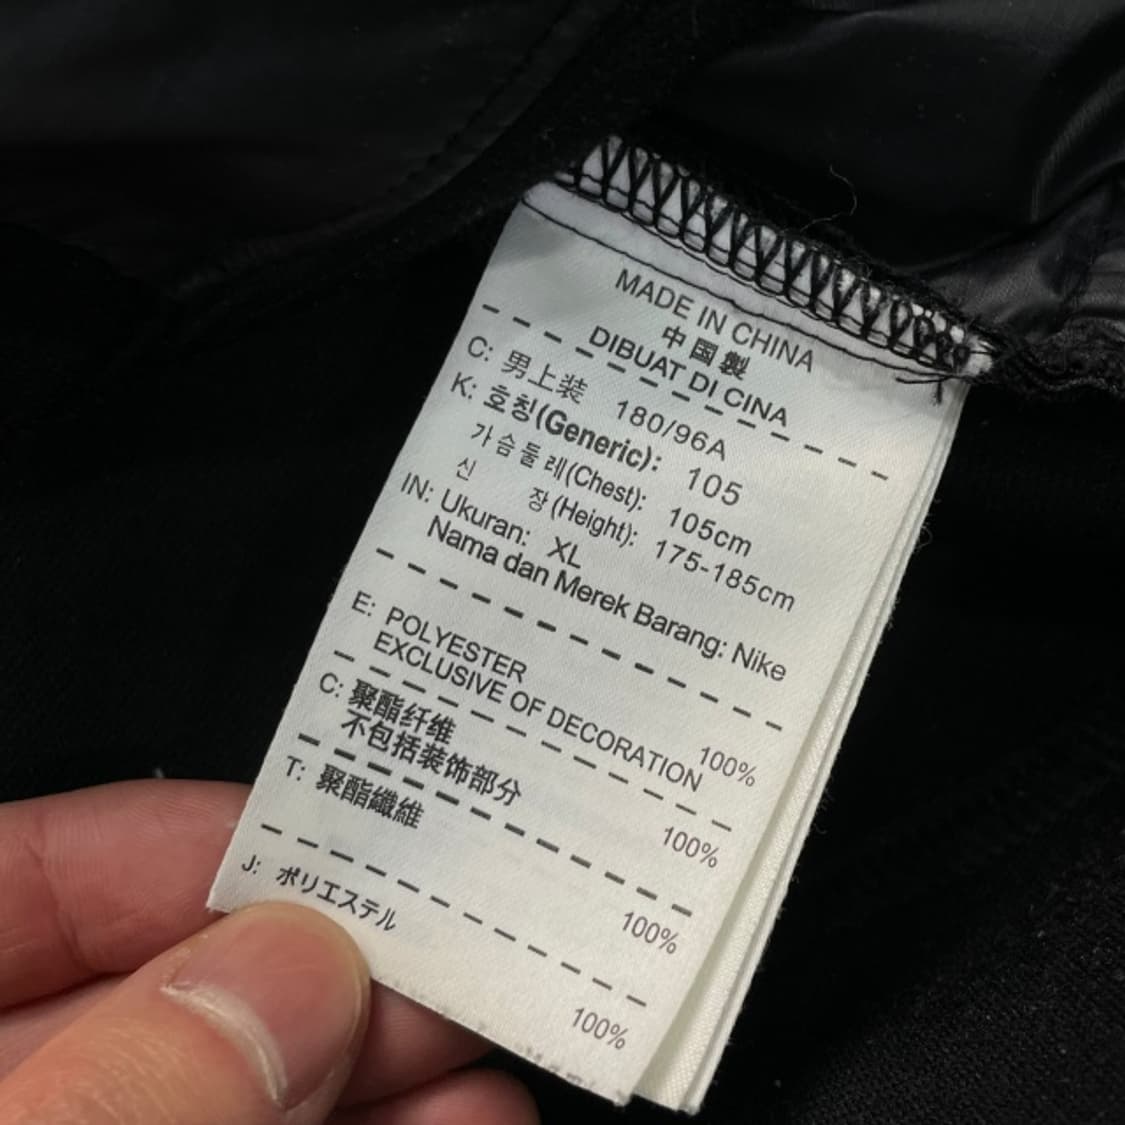 MADE IN CHINA
中国製
DIBUAT DI CINA
C: 男上装 180/96A
K: 호칭(Generic): 105
가슴둘레(Chest): 105cm
신 장(Height): 175-185cm
IN: Ukuran: XL
Nama dan Merek Barang: Nike
E: POLYESTER 100%
EXCLUSIVE OF DECORATION
C: 聚酯纤维 100%
不包括装饰部分
T: 聚酯纖維 100%
J: ポリエステル 100%